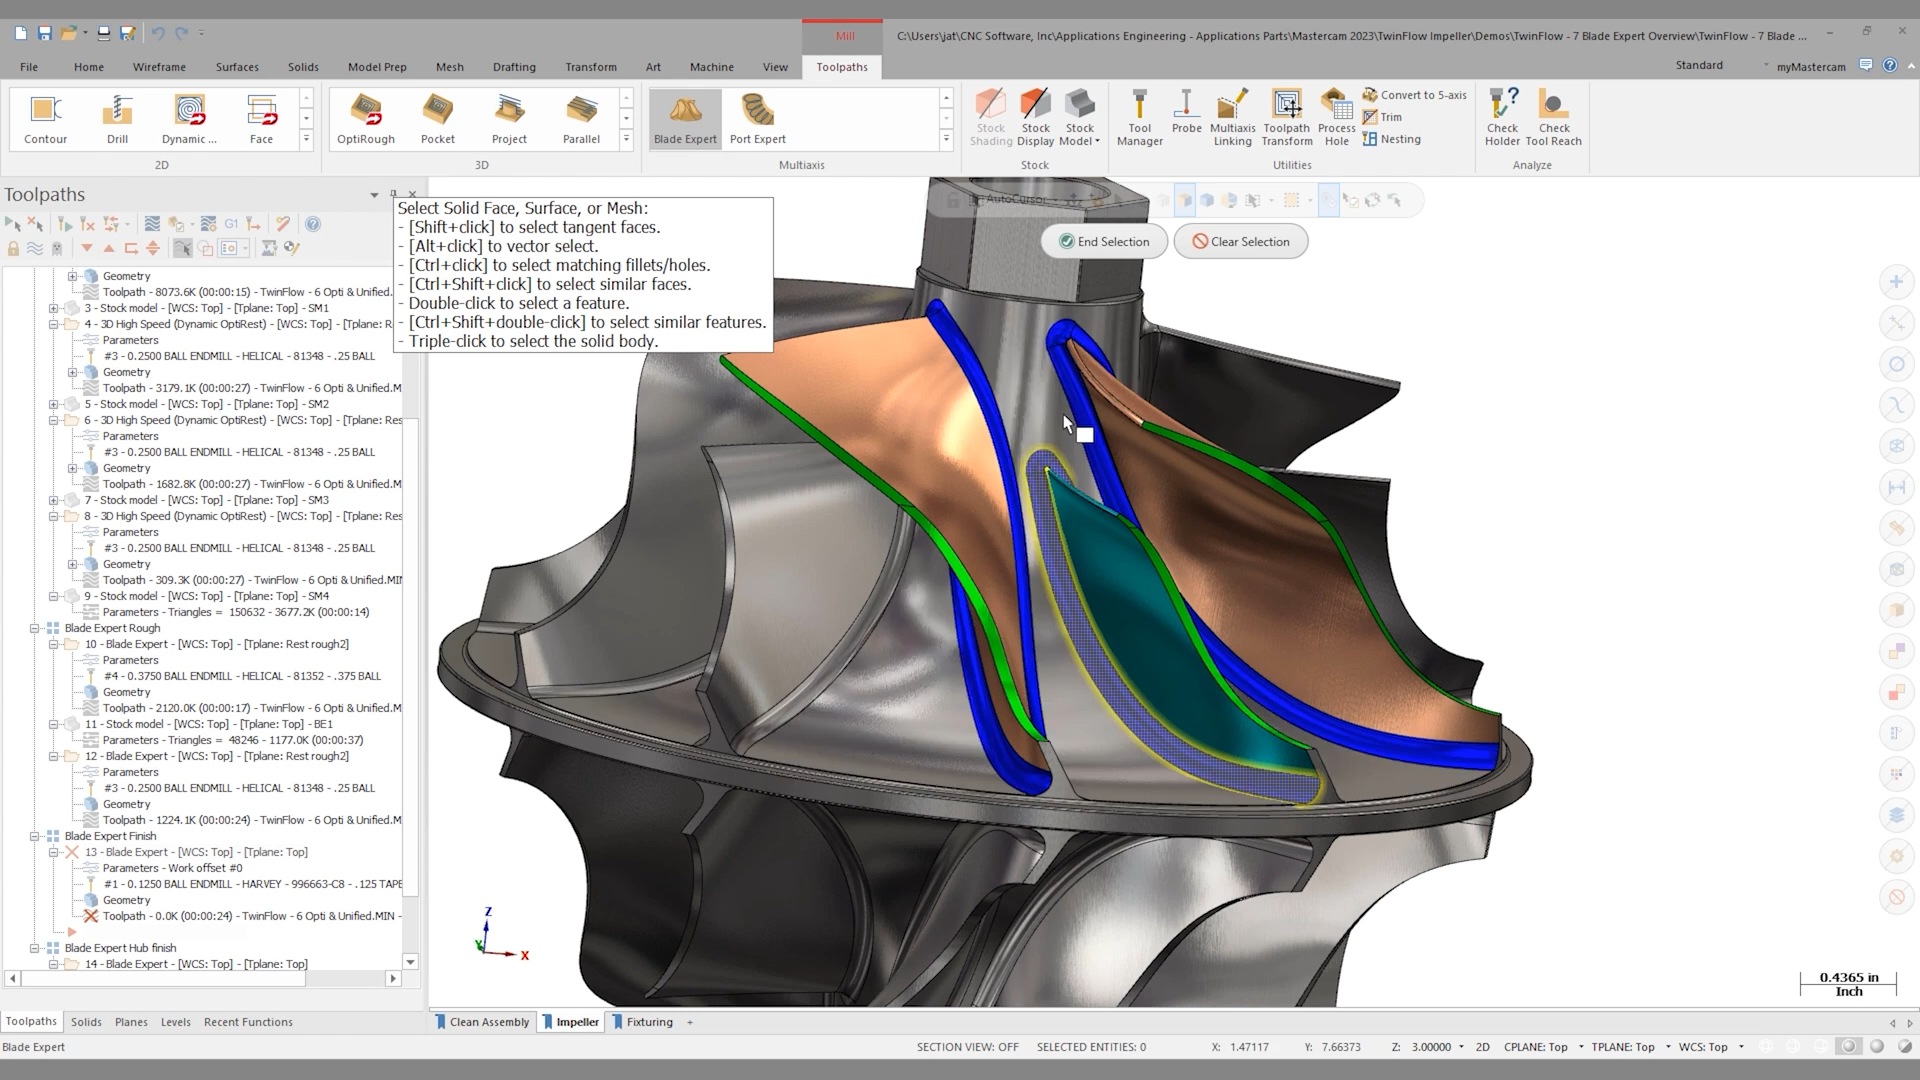 Mill
C:\Users\jat\CNC Software, Inc\Applications Engineering - Applications Parts\Mastercam 2023\TwinFlow Impeller\Demos\TwinFlow - 7 Blade Expert Overview\TwinFlow - 7 Blade ...
File Home Wireframe Surfaces Solids Model Prep Mesh Drafting Transform Art Machine View Toolpaths
Standard myMastercam
Contour Drill Dynamic ... Face
OptiRough Pocket Project Parallel
Blade Expert Port Expert
Stock Shading Stock Display Stock Model
Tool Manager Probe Multiaxis Linking Toolpath Transform Process Hole
Convert to 5-axis
Trim
Nesting
Check Holder Check Tool Reach
2D 3D Multiaxis Stock Utilities Analyze
Toolpaths
G1
Select Solid Face, Surface, or Mesh:
- [Shift+click] to select tangent faces.
- [Alt+click] to vector select.
- [Ctrl+click] to select matching fillets/holes.
- [Ctrl+Shift+click] to select similar faces.
- Double-click to select a feature.
- [Ctrl+Shift+double-click] to select similar features.
- Triple-click to select the solid body.
AutoCursor
End Selection Clear Selection
Geometry
Toolpath - 8073.6K (00:00:15) - TwinFlow - 6 Opti & Unified.
3 - Stock model - [WCS: Top] - [Tplane: Top] - SM1
4 - 3D High Speed (Dynamic OptiRest) - [WCS: Top] - [Tplane: R
Parameters
#3 - 0.2500 BALL ENDMILL - HELICAL - 81348 - .25 BALL
Geometry
Toolpath - 3179.1K (00:00:27) - TwinFlow - 6 Opti & Unified.M
5 - Stock model - [WCS: Top] - [Tplane: Top] - SM2
6 - 3D High Speed (Dynamic OptiRest) - [WCS: Top] - [Tplane: Res
Parameters
#3 - 0.2500 BALL ENDMILL - HELICAL - 81348 - .25 BALL
Geometry
Toolpath - 1682.8K (00:00:27) - TwinFlow - 6 Opti & Unified.M
7 - Stock model - [WCS: Top] - [Tplane: Top] - SM3
8 - 3D High Speed (Dynamic OptiRest) - [WCS: Top] - [Tplane: Res
Parameters
#3 - 0.2500 BALL ENDMILL - HELICAL - 81348 - .25 BALL
Geometry
Toolpath - 309.3K (00:00:27) - TwinFlow - 6 Opti & Unified.MIN
9 - Stock model - [WCS: Top] - [Tplane: Top] - SM4
Parameters - Triangles = 150632 - 3677.2K (00:00:14)
Blade Expert Rough
10 - Blade Expert - [WCS: Top] - [Tplane: Rest rough2]
Parameters
#4 - 0.3750 BALL ENDMILL - HELICAL - 81352 - .375 BALL
Geometry
Toolpath - 2120.0K (00:00:17) - TwinFlow - 6 Opti & Unified.M
11 - Stock model - [WCS: Top] - [Tplane: Top] - BE1
Parameters - Triangles = 48246 - 1177.0K (00:00:37)
12 - Blade Expert - [WCS: Top] - [Tplane: Rest rough2]
Parameters
#3 - 0.2500 BALL ENDMILL - HELICAL - 81348 - .25 BALL
Geometry
Toolpath - 1224.1K (00:00:24) - TwinFlow - 6 Opti & Unified.M
Blade Expert Finish
13 - Blade Expert - [WCS: Top] - [Tplane: Top]
Parameters - Work offset #0
#1 - 0.1250 BALL ENDMILL - HARVEY - 996663-C8 - .125 TAPE
Geometry
Toolpath - 0.0K (00:00:24) - TwinFlow - 6 Opti & Unified.MIN -
Blade Expert Hub finish
14 - Blade Expert - [WCS: Top] - [Tplane: Top]
Z
Y
X
0.4365 in
Inch
Toolpaths Solids Planes Levels Recent Functions
Clean Assembly Impeller Fixturing +
Blade Expert
SECTION VIEW: OFF SELECTED ENTITIES: 0 X: 1.47117 Y: 7.66373 Z: 3.00000 2D CPLANE: Top TPLANE: Top WCS: Top